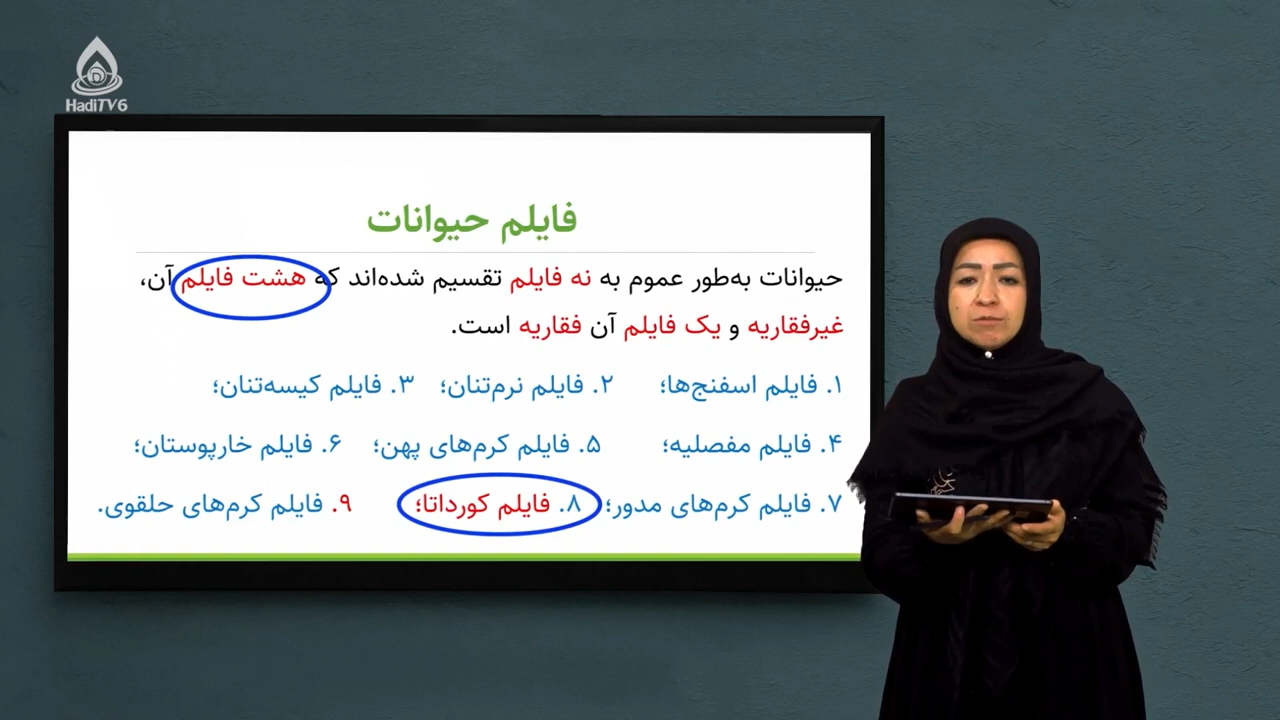 HadiTV6
فایلم حیوانات
حیوانات به‌طور عموم به نه فایلم تقسیم شده‌اند که هشت فایلم آن،
غیرفقاریه و یک فایلم آن فقاریه است.
۱. فایلم اسفنج‌ها؛ ۲. فایلم نرم‌تنان؛ ۳. فایلم کیسه‌تنان؛
۴. فایلم مفصلیه؛ ۵. فایلم کرم‌های پهن؛ ۶. فایلم خارپوستان؛
۷. فایلم کرم‌های مدور؛ ۸. فایلم کورداتا؛ ۹. فایلم کرم‌های حلقوی.